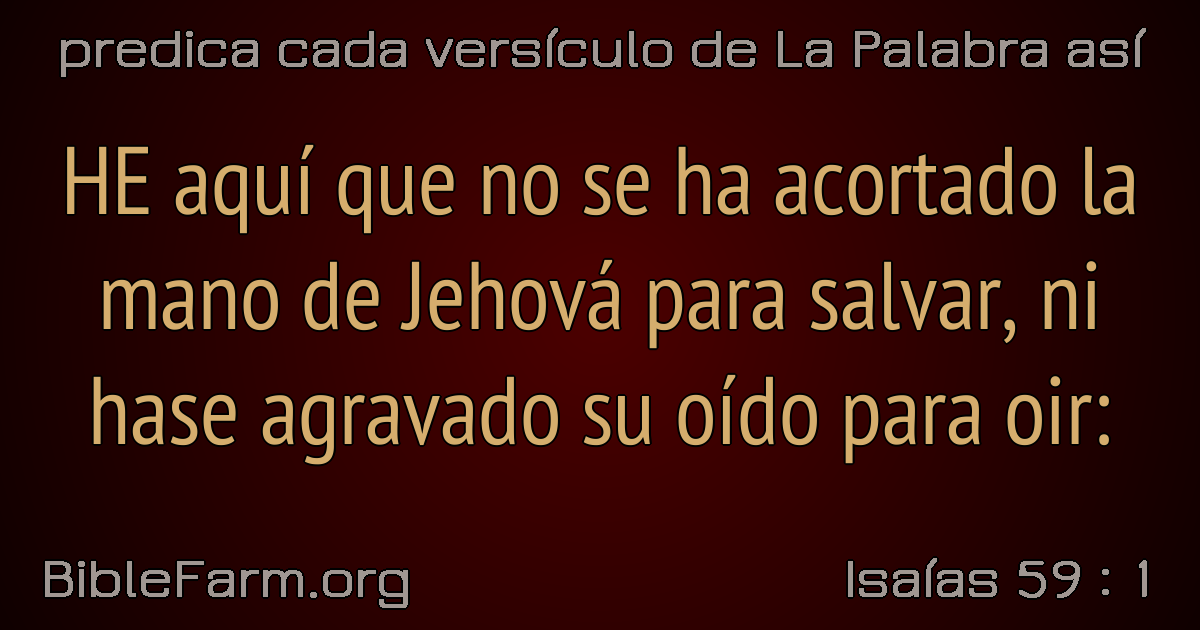 predica cada versículo de La Palabra así
HE aquí que no se ha acortado la
mano de Jehová para salvar, ni
hase agravado su oído para oir:
BibleFarm.org
Isaías 59 : 1